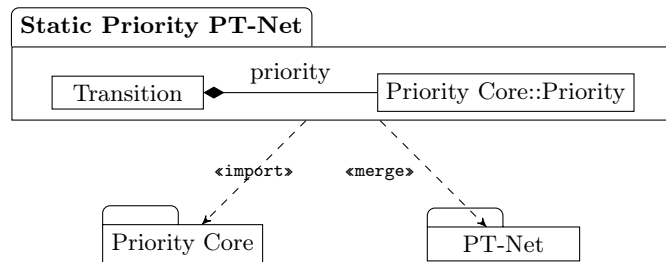 Static Priority PT-Net
priority
Transition
Priority Core::Priority
«import»
«merge»
Priority Core
PT-Net